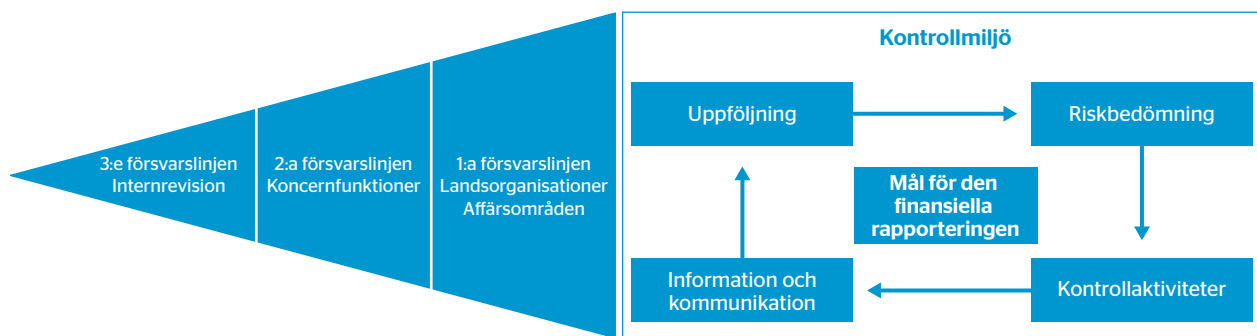 3:e försvarslinjen
Internrevision
2:a försvarslinjen
Koncernfunktioner
1:a försvarslinjen
Landsorganisationer
Affärsområden
Kontrollmiljö
Uppföljning
Riskbedömning
Mål för den
finansiella
rapporteringen
Information och
kommunikation
Kontrollaktiviteter